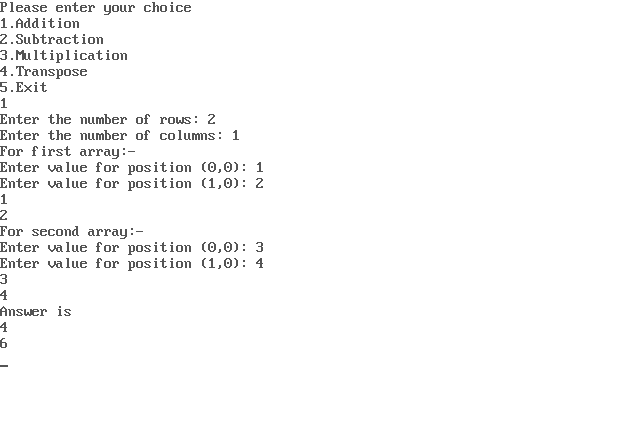 Please enter your choice
1.Addition
2.Subtraction
3.Multiplication
4.Transpose
5.Exit
1
Enter the number of rows: 2
Enter the number of columns: 1
For first array:-
Enter value for position (0,0): 1
Enter value for position (1,0): 2
1
2
For second array:-
Enter value for position (0,0): 3
Enter value for position (1,0): 4
3
4
Answer is
4
6
_